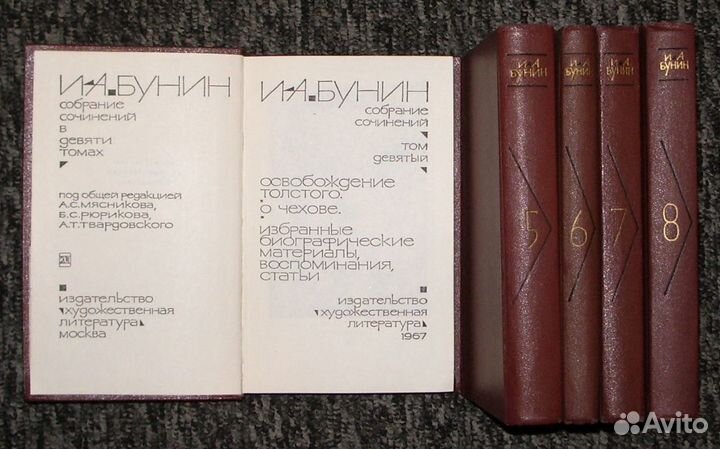 И·А·БУНИН
собрание
сочинений
в
девяти
томах
под общей редакцией
А.С.Мясникова,
Б.С.Рюрикова,
А.Т.Твардовского
издательство
художественная
литература
москва
И·А·БУНИН
собрание
сочинений
том
девятый
освобождение
толстого.
о чехове.
избранные
биографические
материалы,
воспоминания,
статьи
издательство
художественная
литература
1967
И·А·
БУНИН
5
И·А·
БУНИН
6
И·А·
БУНИН
7
И·А·
БУНИН
8
Avito